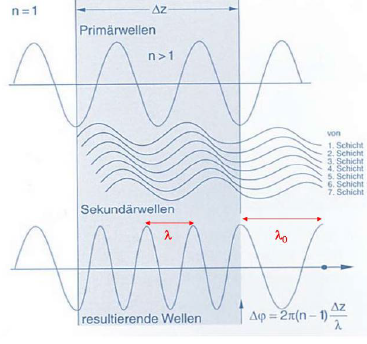 n = 1
Δz
Primärwellen
n > 1
von
1. Schicht
2. Schicht
3. Schicht
4. Schicht
5. Schicht
6. Schicht
7. Schicht
Sekundärwellen
λ
λ₀
resultierende Wellen
Δφ = 2π(n – 1) Δz/λ